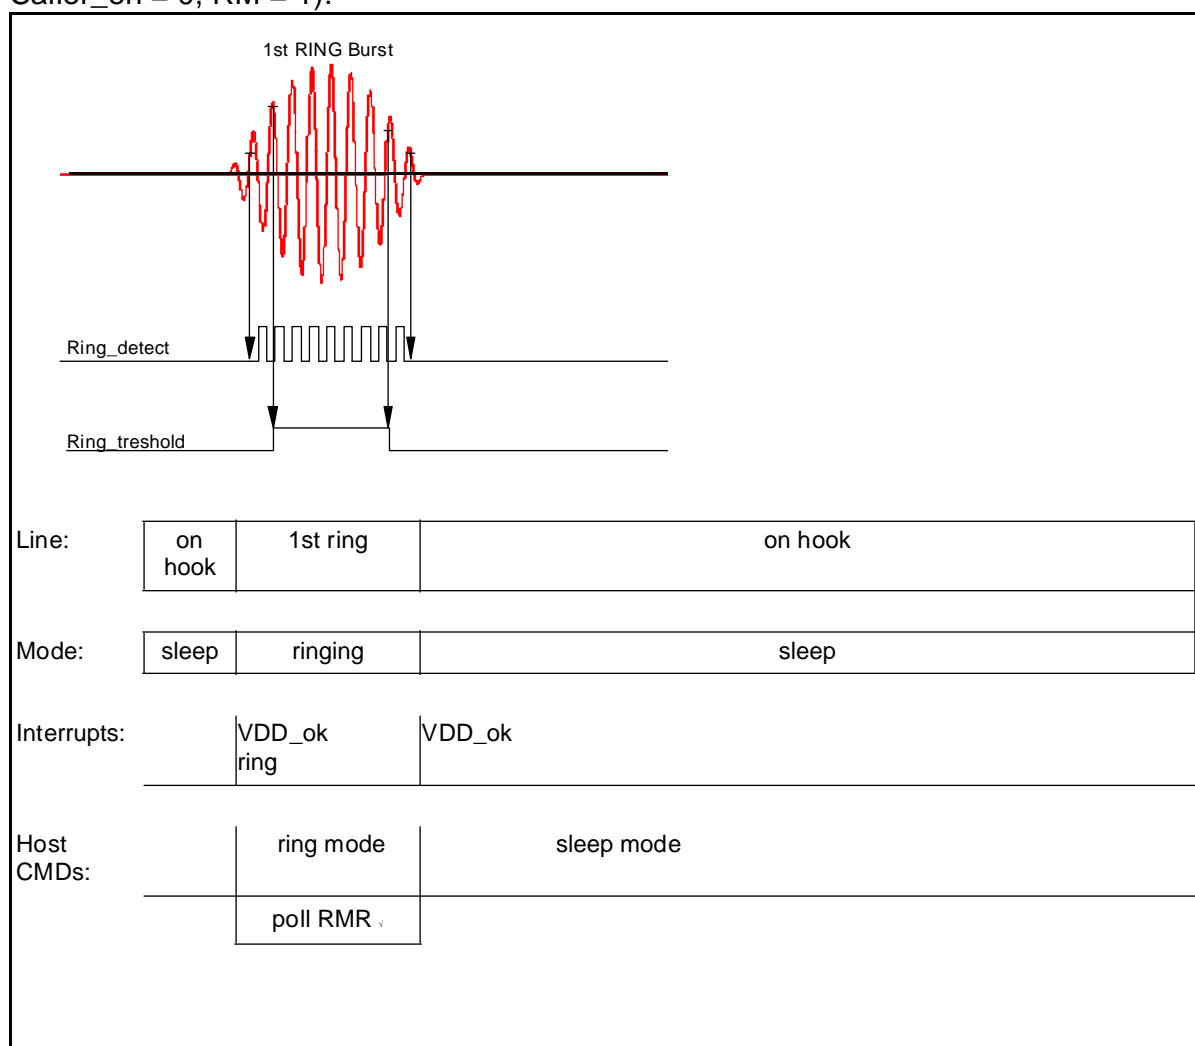 Caller_on = 0, RM = 1).
1st RING Burst
Ring_detect
Ring_treshold
Line:
on
hook
1st ring
on hook
Mode:
sleep
ringing
sleep
Interrupts:
VDD_ok
ring
VDD_ok
Host
CMDs:
ring mode
sleep mode
poll RMR